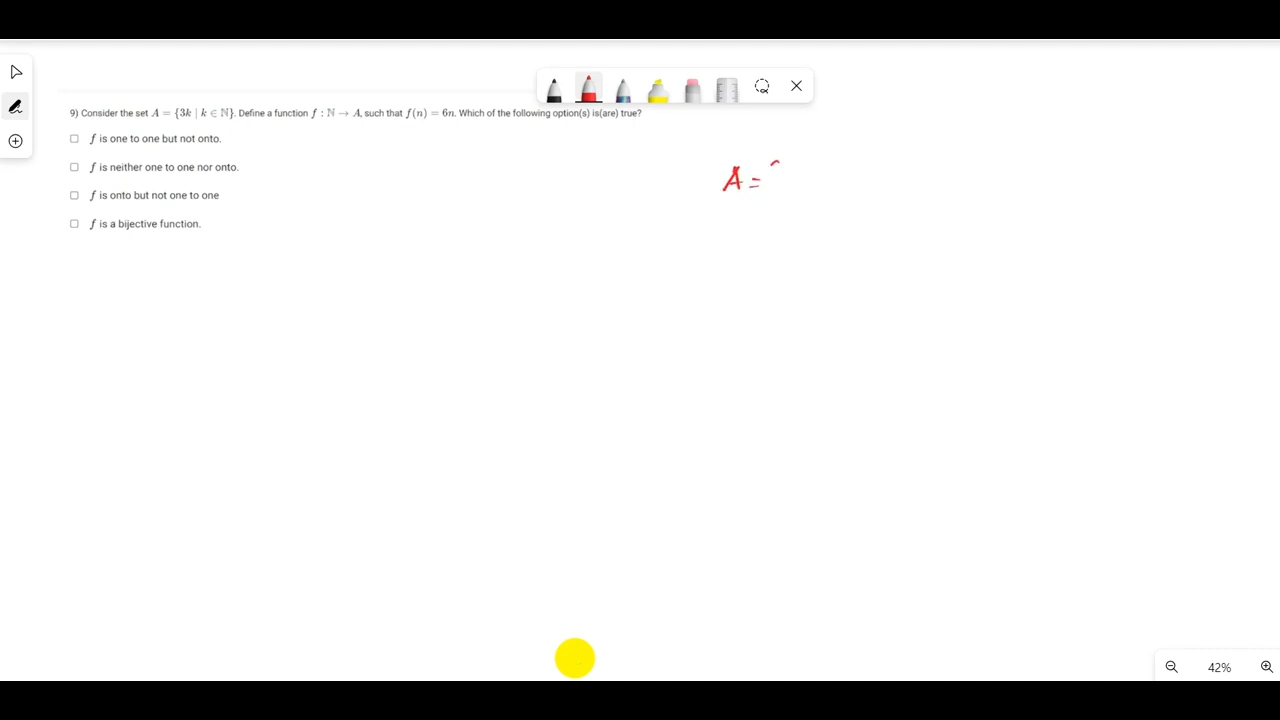 9) Consider the set A = {3k | k ∈ ℕ}. Define a function f : ℕ → A, such that f(n) = 6n. Which of the following option(s) is(are) true?
f is one to one but not onto.
A =
f is neither one to one nor onto.
f is onto but not one to one
f is a bijective function.
42%